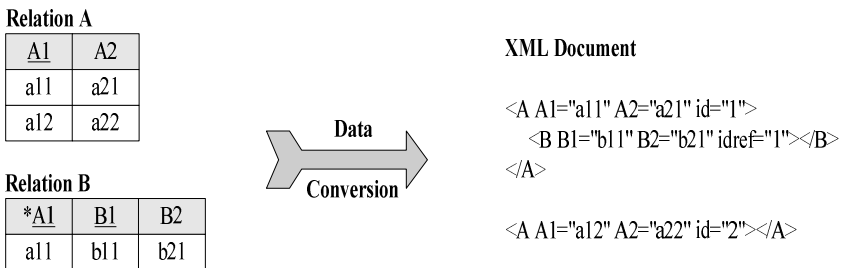 Relation A
A1 A2
a11 a21
a12 a22
Relation B
*A1 B1 B2
a11 b11 b21
Data
Conversion
XML Document
<A A1="a11" A2="a21" id="1">
<B B1="b11" B2="b21" idref="1"></B>
</A>
<A A1="a12" A2="a22" id="2"></A>